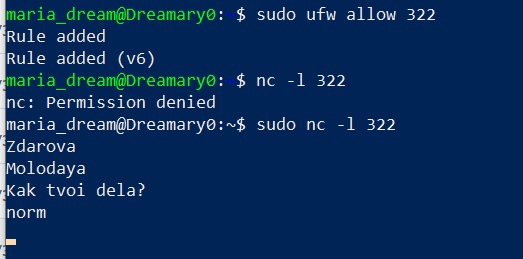 maria_dream@Dreamary0:~$ sudo ufw allow 322
Rule added
Rule added (v6)
maria_dream@Dreamary0:~$ nc -l 322
nc: Permission denied
maria_dream@Dreamary0:~$ sudo nc -l 322
Zdarova
Molodaya
Kak tvoi dela?
norm